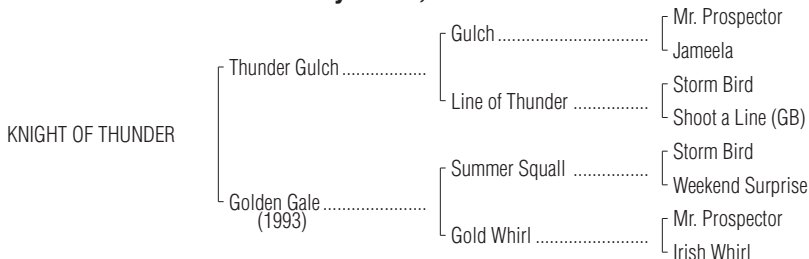 Mr. Prospector
Gulch
Jameela
Thunder Gulch
Storm Bird
Line of Thunder
Shoot a Line (GB)
KNIGHT OF THUNDER
Storm Bird
Summer Squall
Weekend Surprise
Golden Gale
(1993)
Mr. Prospector
Gold Whirl
Irish Whirl